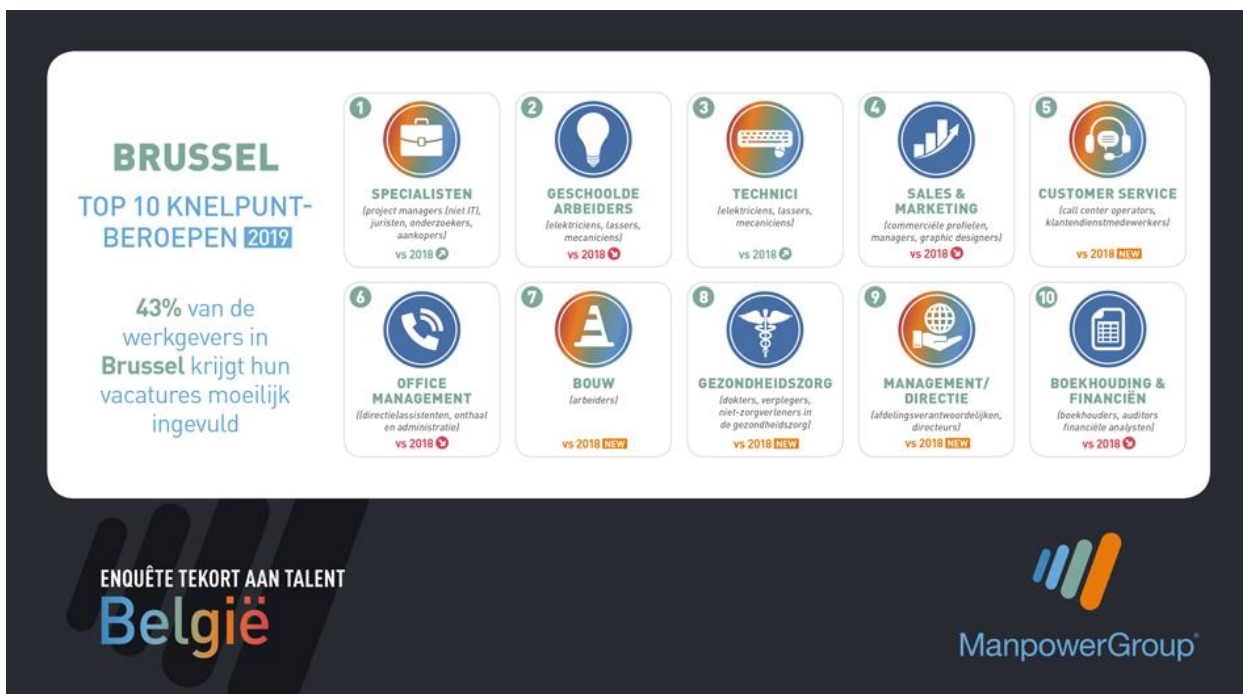 BRUSSEL
TOP 10 KNELPUNT-
BEROEPEN 2019
43% van de
werkgevers in
Brussel krijgt hun
vacatures moeilijk
ingevuld
1
SPECIALISTEN
(project managers (niet IT),
juristen, onderzoekers,
aankopers)
vs 2018
2
GESCHOOLDE
ARBEIDERS
(elektriciens, lassers,
mecaniciens)
vs 2018
3
TECHNICI
(elektriciens, lassers,
mecaniciens)
vs 2018
4
SALES &
MARKETING
(commerciële profielen,
managers, graphic designers)
vs 2018
5
CUSTOMER SERVICE
(call center operators,
klantendienstmedewerkers)
vs 2018 NEW
6
OFFICE
MANAGEMENT
((directie)assistenten, onthaal
en administratie)
vs 2018
7
BOUW
(arbeiders)
vs 2018 NEW
8
GEZONDHEIDSZORG
(dokters, verplegers,
niet-zorgverleners in
de gezondheidszorg)
vs 2018 NEW
9
MANAGEMENT/
DIRECTIE
(afdelingsverantwoordelijken,
directeurs)
vs 2018 NEW
10
BOEKHOUDING &
FINANCIËN
(boekhouders, auditors
financiële analysten)
vs 2018
ENQUÊTE TEKORT AAN TALENT
België
ManpowerGroup